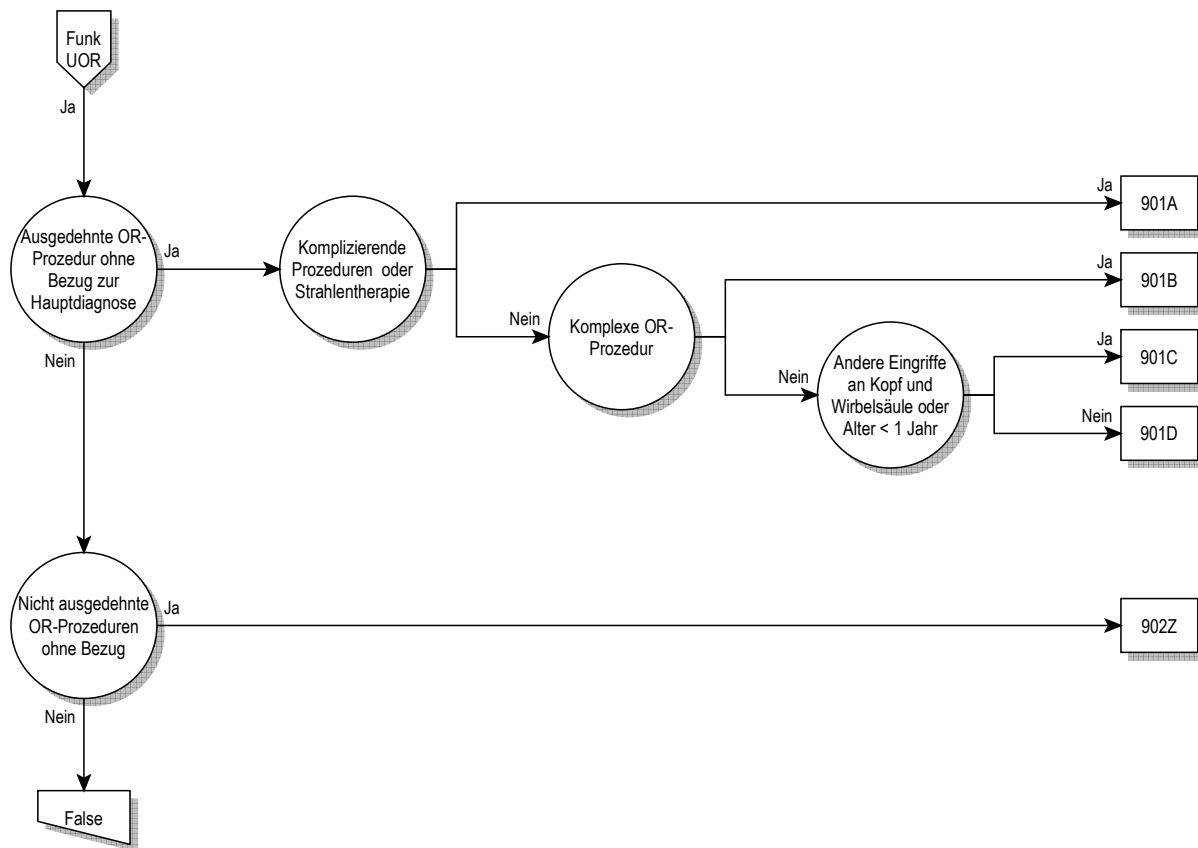 Funk
UOR
Ja
Ausgedehnte OR-
Prozedur ohne
Bezug zur
Hauptdiagnose
Ja
Komplizierende
Prozeduren oder
Strahlentherapie
Ja
901A
Nein
Komplexe OR-
Prozedur
Ja
901B
Nein
Andere Eingriffe
an Kopf und
Wirbelsäule oder
Alter < 1 Jahr
Ja
901C
Nein
901D
Nein
Nicht ausgedehnte
OR-Prozeduren
ohne Bezug
Ja
902Z
Nein
False